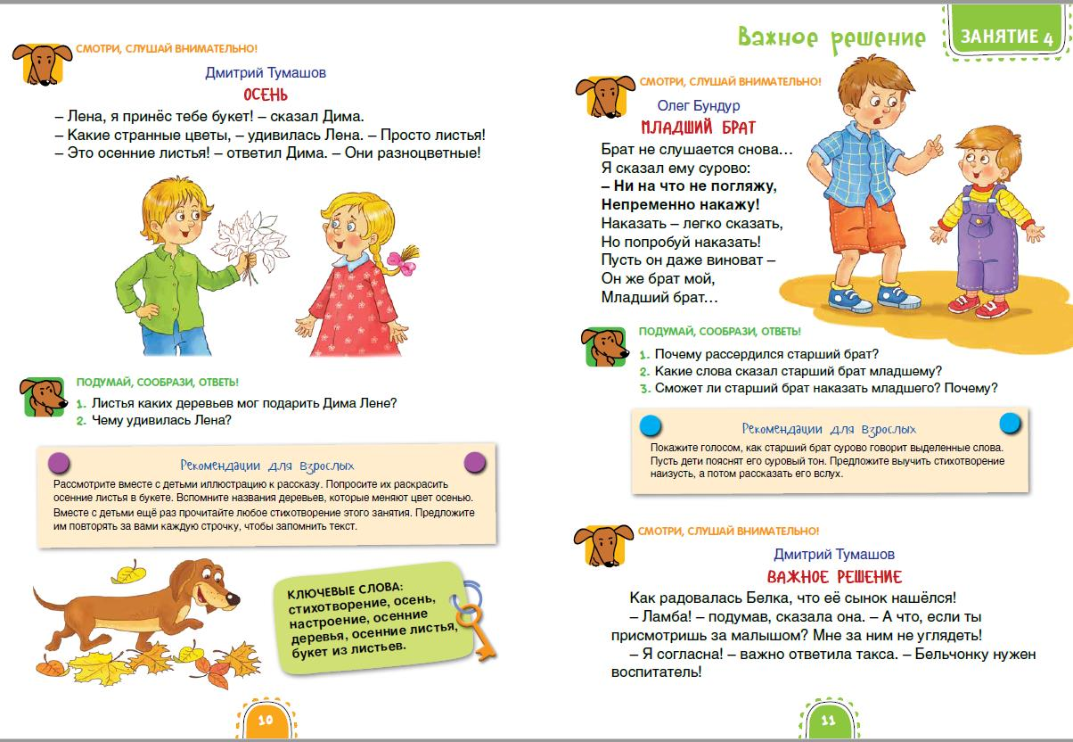 СМОТРИ, СЛУШАЙ ВНИМАТЕЛЬНО!
Дмитрий Тумашов
ОСЕНЬ
– Лена, я принёс тебе букет! – сказал Дима.
– Какие странные цветы, – удивилась Лена. – Просто листья!
– Это осенние листья! – ответил Дима. – Они разноцветные!
ПОДУМАЙ, СООБРАЗИ, ОТВЕТЬ!
1. Листья каких деревьев мог подарить Дима Лене?
2. Чему удивилась Лена?
Рекомендации для взрослых
Рассмотрите вместе с детьми иллюстрацию к рассказу. Попросите их раскрасить
осенние листья в букете. Вспомните названия деревьев, которые меняют цвет осенью.
Вместе с детьми ещё раз прочитайте любое стихотворение этого занятия. Предложите
им повторять за вами каждую строчку, чтобы запомнить текст.
КЛЮЧЕВЫЕ СЛОВА:
стихотворение, осень,
настроение, осенние
деревья, осенние листья,
букет из листьев.
10
Важное решение
ЗАНЯТИЕ 4
СМОТРИ, СЛУШАЙ ВНИМАТЕЛЬНО!
Олег Бундур
МЛАДШИЙ БРАТ
Брат не слушается снова...
Я сказал ему сурово:
– Ни на что не погляжу,
Непременно накажу!
Наказать – легко сказать,
Но попробуй наказать!
Пусть он даже виноват –
Он же брат мой,
Младший брат...
ПОДУМАЙ, СООБРАЗИ, ОТВЕТЬ!
1. Почему рассердился старший брат?
2. Какие слова сказал старший брат младшему?
3. Сможет ли старший брат наказать младшего? Почему?
Рекомендации для взрослых
Покажите голосом, как старший брат сурово говорит выделенные слова.
Пусть дети пояснят его суровый тон. Предложите выучить стихотворение
наизусть, а потом рассказать его вслух.
СМОТРИ, СЛУШАЙ ВНИМАТЕЛЬНО!
Дмитрий Тумашов
ВАЖНОЕ РЕШЕНИЕ
Как радовалась Белка, что её сынок нашёлся!
– Ламба! – подумав, сказала она. – А что, если ты
присмотришь за малышом? Мне за ним не углядеть!
– Я согласна! – важно ответила такса. – Бельчонку нужен
воспитатель!
11